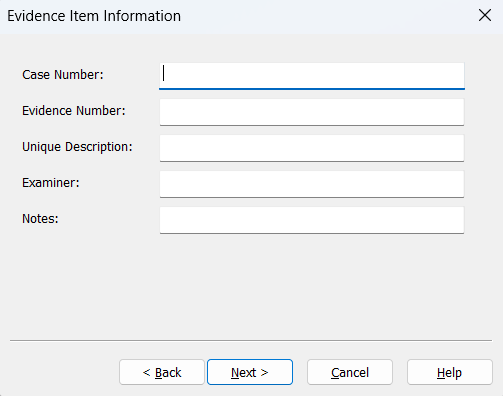 Evidence Item Information
Case Number:
Evidence Number:
Unique Description:
Examiner:
Notes:
< Back Next > Cancel Help